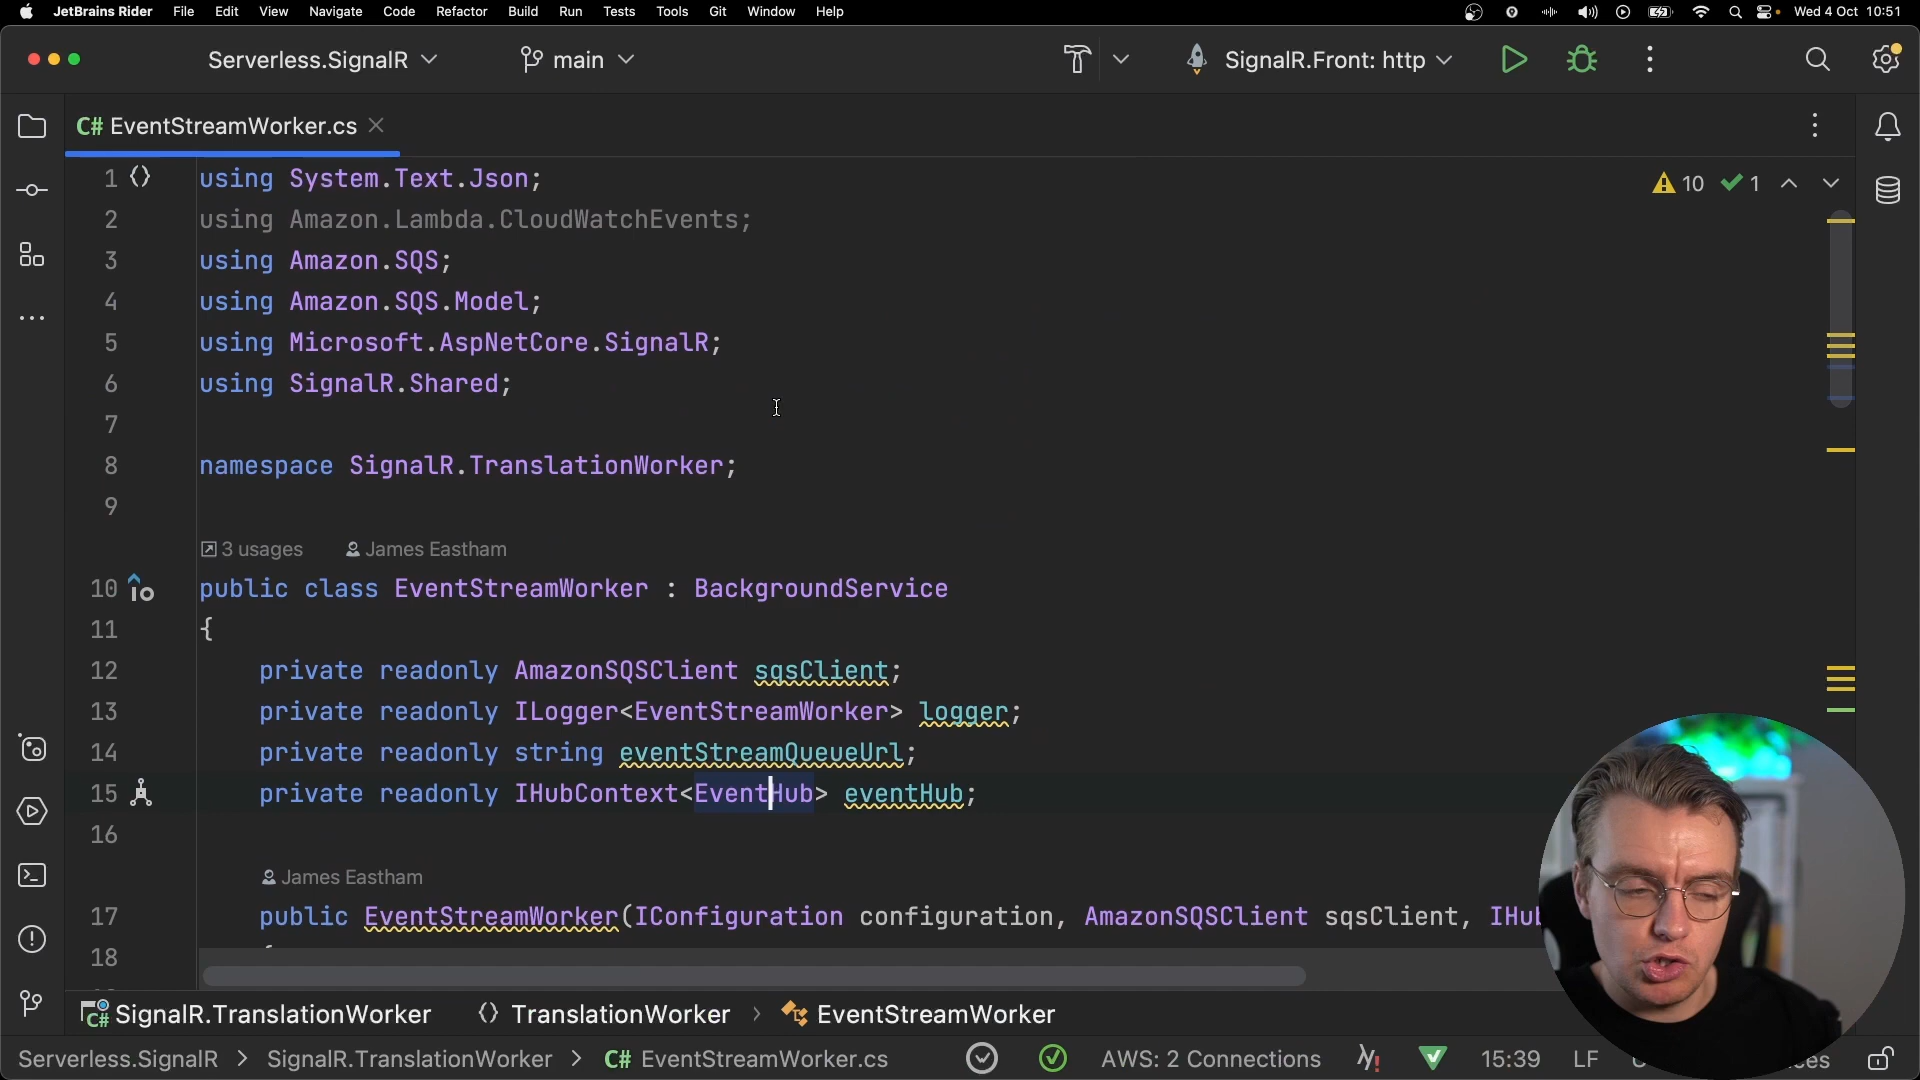 JetBrains Rider File Edit View Navigate Code Refactor Build Run Tests Tools Git Window Help Wed 4 Oct 10:51
Serverless.SignalR main SignalR.Front: http
C# EventStreamWorker.cs
10 1
1 using System.Text.Json;
2 using Amazon.Lambda.CloudWatchEvents;
3 using Amazon.SQS;
4 using Amazon.SQS.Model;
5 using Microsoft.AspNetCore.SignalR;
6 using SignalR.Shared;
7
8 namespace SignalR.TranslationWorker;
9
3 usages James Eastham
10 public class EventStreamWorker : BackgroundService
11 {
12 private readonly AmazonSQSClient sqsClient;
13 private readonly ILogger<EventStreamWorker> logger;
14 private readonly string eventStreamQueueUrl;
15 private readonly IHubContext<EventHub> eventHub;
16
James Eastham
17 public EventStreamWorker(IConfiguration configuration, AmazonSQSClient sqsClient, IHub
18
C# SignalR.TranslationWorker TranslationWorker > EventStreamWorker
Serverless.SignalR > SignalR.TranslationWorker > C# EventStreamWorker.cs AWS: 2 Connections 15:39 LF